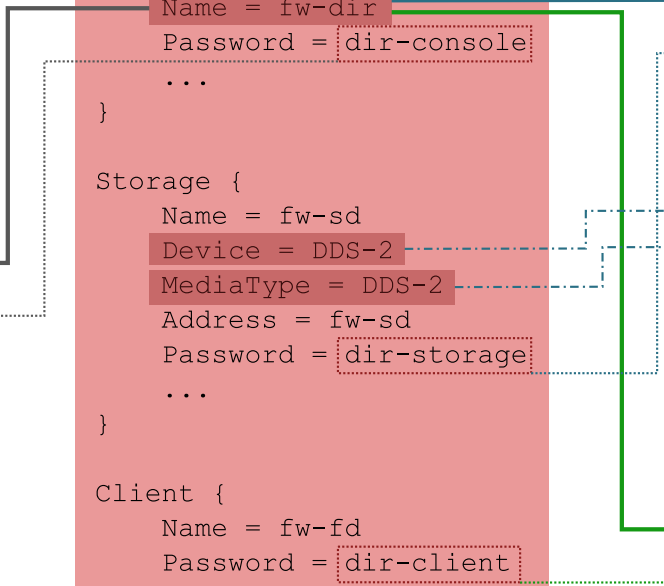 Name = fw-dir
Password = dir-console
...
}
Storage {
Name = fw-sd
Device = DDS-2
MediaType = DDS-2
Address = fw-sd
Password = dir-storage
...
}
Client {
Name = fw-fd
Password = dir-client